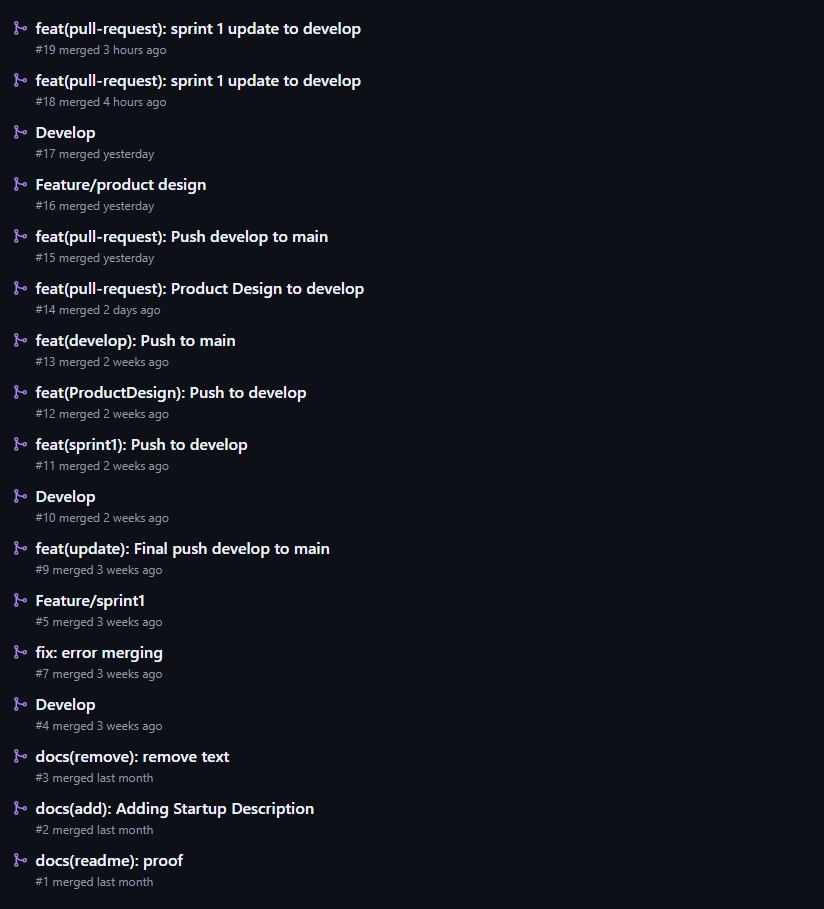 feat(pull-request): sprint 1 update to develop
#19 merged 3 hours ago
feat(pull-request): sprint 1 update to develop
#18 merged 4 hours ago
Develop
#17 merged yesterday
Feature/product design
#16 merged yesterday
feat(pull-request): Push develop to main
#15 merged yesterday
feat(pull-request): Product Design to develop
#14 merged 2 days ago
feat(develop): Push to main
#13 merged 2 weeks ago
feat(ProductDesign): Push to develop
#12 merged 2 weeks ago
feat(sprint1): Push to develop
#11 merged 2 weeks ago
Develop
#10 merged 2 weeks ago
feat(update): Final push develop to main
#9 merged 3 weeks ago
Feature/sprint1
#5 merged 3 weeks ago
fix: error merging
#7 merged 3 weeks ago
Develop
#4 merged 3 weeks ago
docs(remove): remove text
#3 merged last month
docs(add): Adding Startup Description
#2 merged last month
docs(readme): proof
#1 merged last month